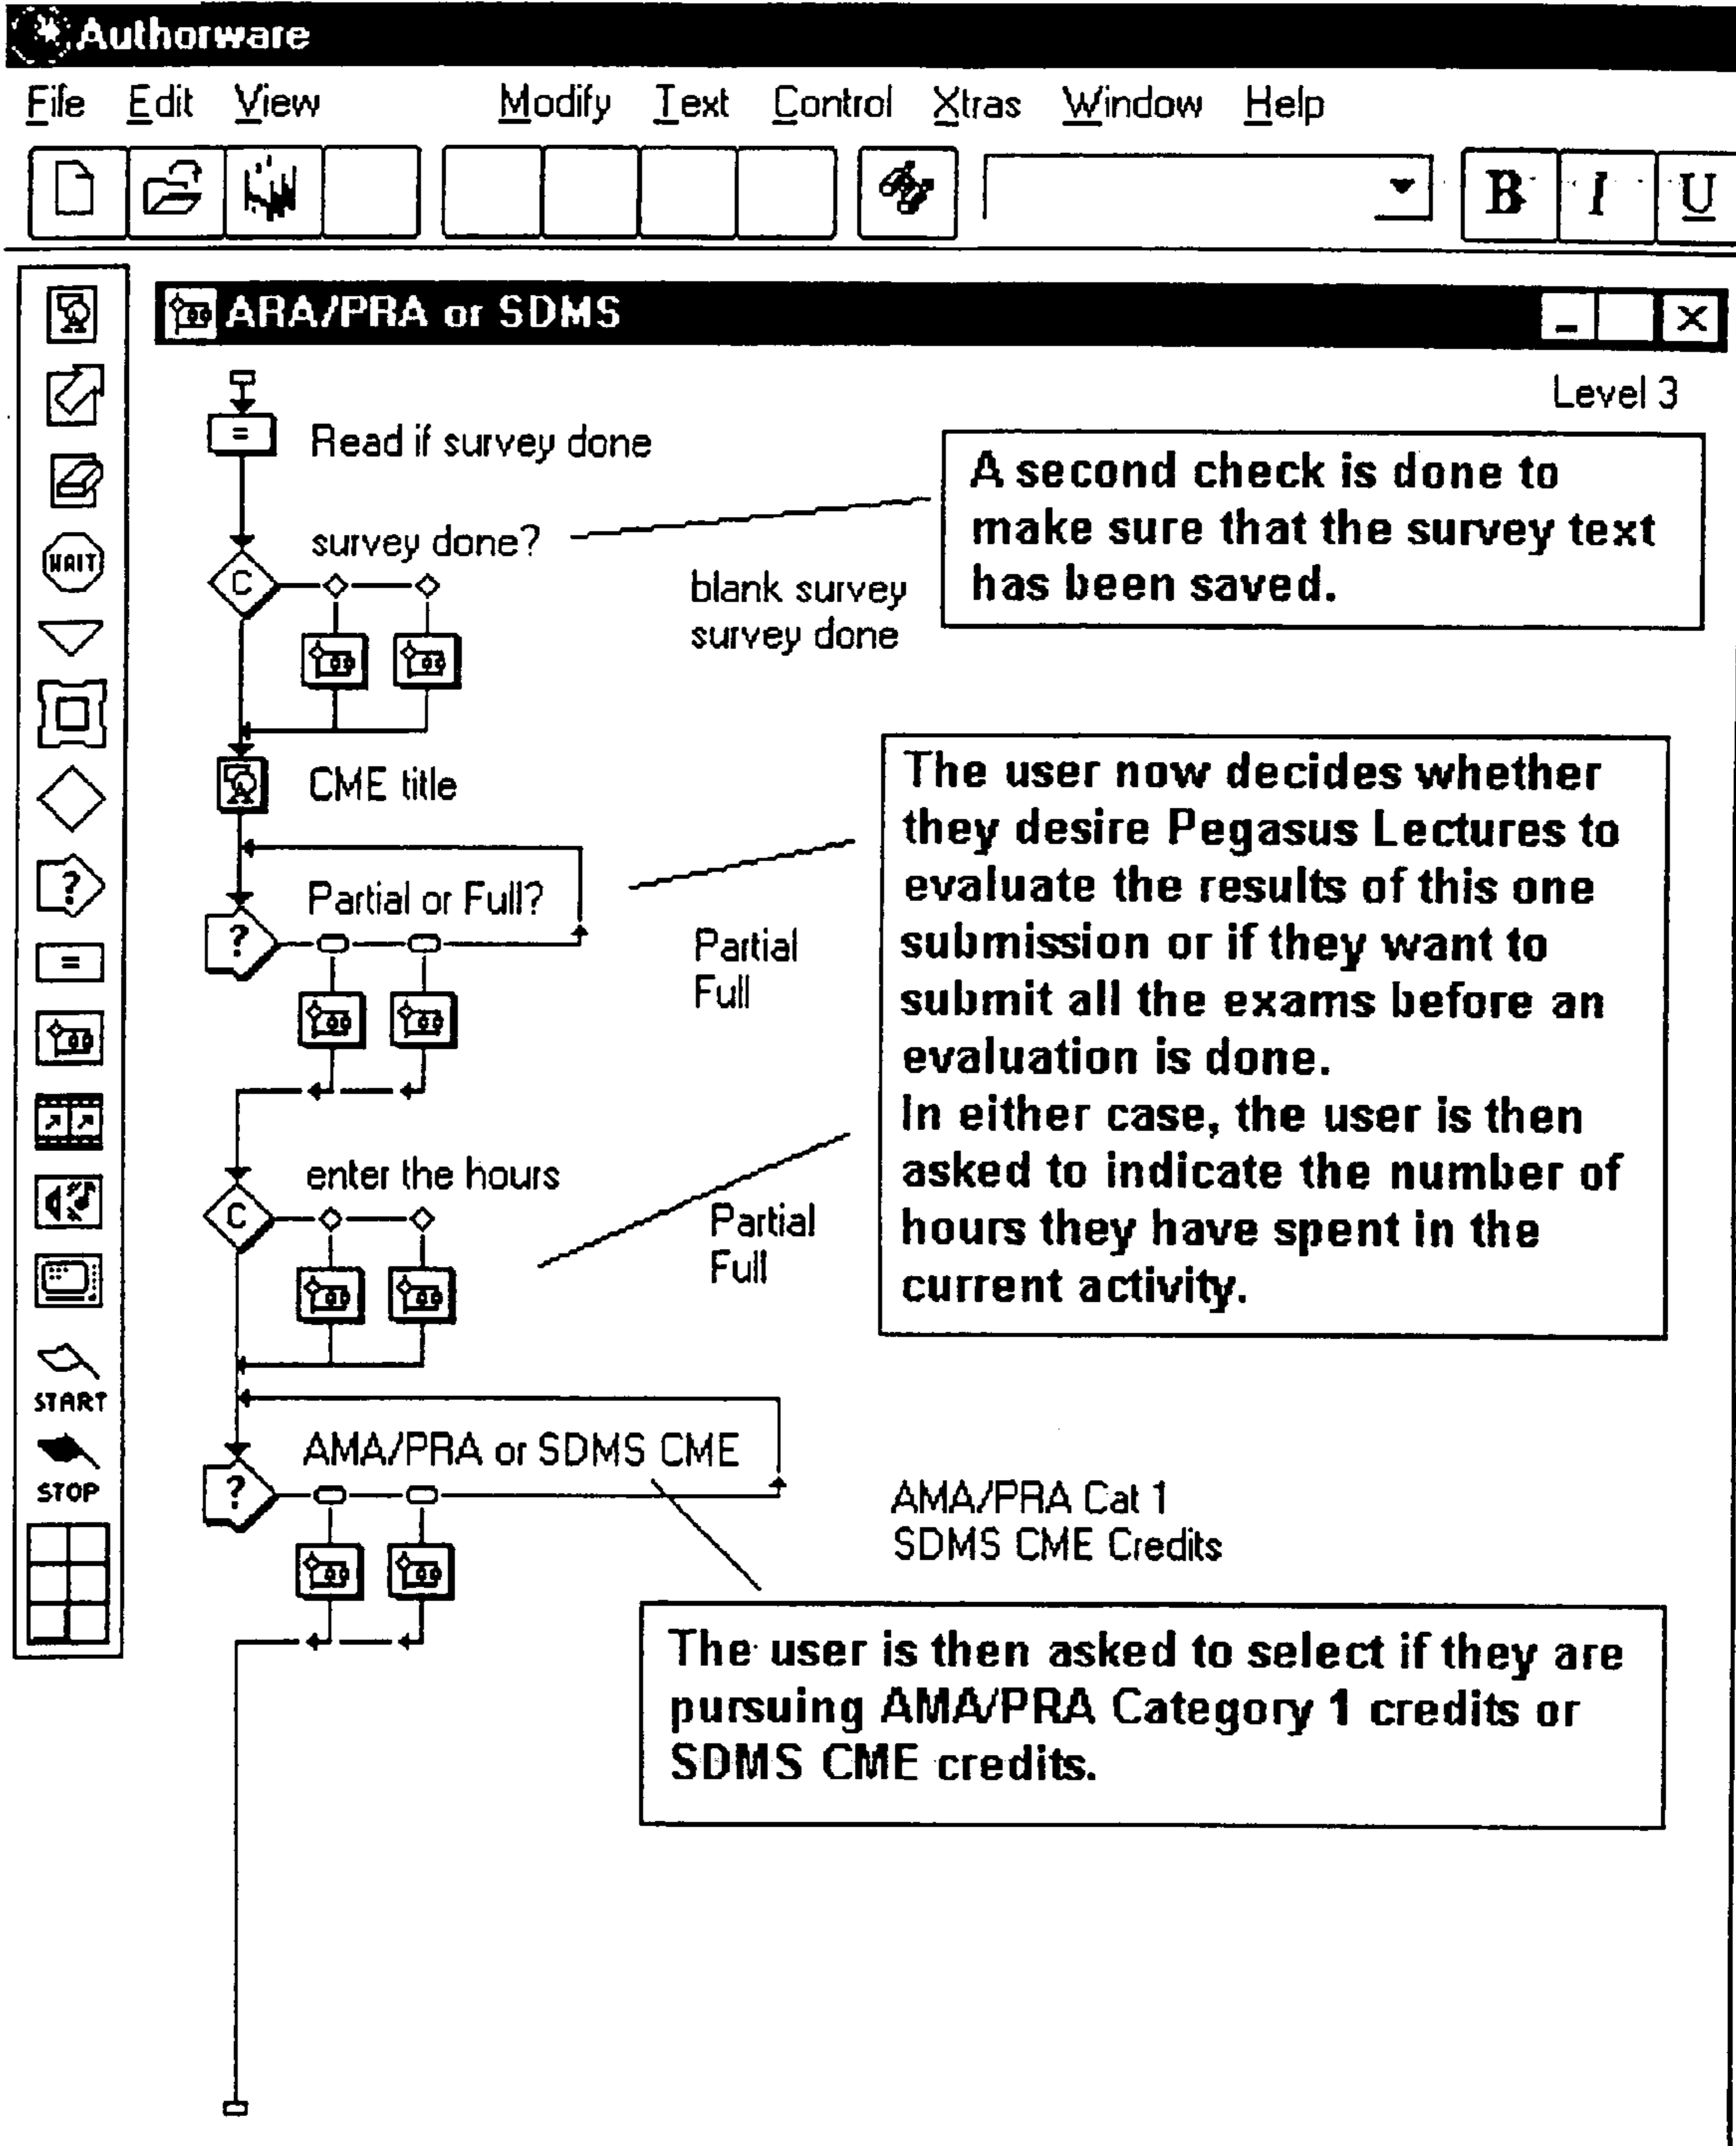 Authorware
File Edit View Modify Text Control Xtras Window Help
B I U
ARA/PRA or SDMS
Level 3
=
Read if survey done
A second check is done to
make sure that the survey text
has been saved.
survey done?
C
blank survey
survey done
WAIT
CME title
The user now decides whether
they desire Pegasus Lectures to
evaluate the results of this one
submission or if they want to
submit all the exams before an
evaluation is done.
In either case, the user is then
asked to indicate the number of
hours they have spent in the
current activity.
Partial or Full?
?
Partial
Full
?
=
enter the hours
C
Partial
Full
START
STOP
AMA/PRA or SDMS CME
?
AMA/PRA Cat 1
SDMS CME Credits
The user is then asked to select if they are
pursuing AMA/PRA Category 1 credits or
SDMS CME credits.